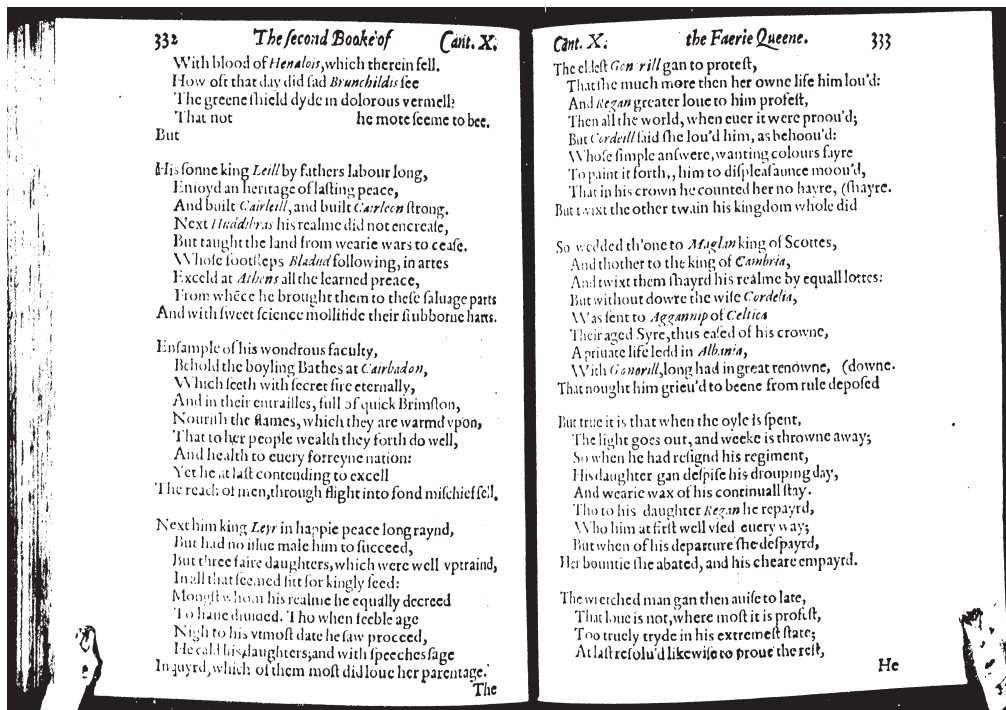 332 The second Booke of Cant. X.
With blood of Henalois, which therein fell.
How oft that day did sad Brunchildis see
The greene shield dyde in dolorous vermell?
That not he mote seeme to bee.
But
His sonne king Leill by fathers labour long,
Enioyd an heritage of lasting peace,
And built Cairleill, and built Cairleon strong.
Next Huddibras his realme did not encrease,
But taught the land from wearie wars to cease.
Whose footsteps Bladud following, in artes
Exceld at Athens all the learned preace,
From whẽce he brought them to these saluage parts
And with sweet science mollifide their stubborne harts.
Ensample of his wondrous faculty,
Behold the boyling Bathes at Cairbadon,
Which seeth with secret fire eternally,
And in their entrailles, full of quick Brimston,
Nourish the flames, which they are warmd vpon,
That to her people wealth they forth do well,
And health to euery forreyne nation:
Yet he at last contending to excell
The reach of men, through flight into fond mischief fell.
Next him king Leyr in happie peace long raynd,
But had no issue male him to succeed,
But three faire daughters, which were well vptraind,
In all that seemed fitt for kingly seed:
Mongst whom his realme he equally decreed
To haue diuided. Tho when feeble age
Nigh to his vtmost date he saw proceed,
He cald his daughters; and with speeches sage
Inquyrd, which of them most did loue her parentage.
The
Cant. X. the Faerie Queene. 333
The eldest Gonorill gan to protest,
That she much more then her owne life him lou'd:
And Regan greater loue to him profest,
Then all the world, when euer it were proou'd;
But Cordeill said she lou'd him, as behoou'd:
Whose simple answere, wanting colours fayre
To paint it forth,, him to displeasaunce moou'd,
That in his crown he counted her no hayre, (shayre.
But twixt the other twain his kingdom whole did
So wedded th'one to Maglan king of Scottes,
And thother to the king of Cambria,
And twixt them shayrd his realme by equall lottes:
But without dowre the wise Cordelia,
Was sent to Aggannip of Celtica
Their aged Syre, thus eased of his crowne,
A priuate life ledd in Albania,
With Gonorill, long had in great renowne, (downe.
That nought him grieu'd to beene from rule deposed
But true it is that when the oyle is spent,
The light goes out, and weeke is throwne away;
So when he had resignd his regiment,
His daughter gan despise his drouping day,
And wearie wax of his continuall stay.
Tho to his daughter Regan he repayrd,
Who him at first well vsed euery way;
But when of his departure she despayrd,
Her bountie she abated, and his cheare empayrd.
The wretched man gan then auise to late,
That loue is not, where most it is profest,
Too truely tryde in his extremest state;
At last resolu'd likewise to proue the rest,
He